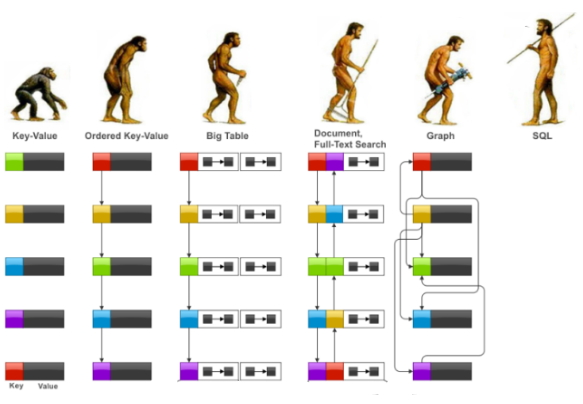 Key-Value
Ordered Key-Value
Big Table
Document,
Full-Text Search
Graph
SQL
Key
Value